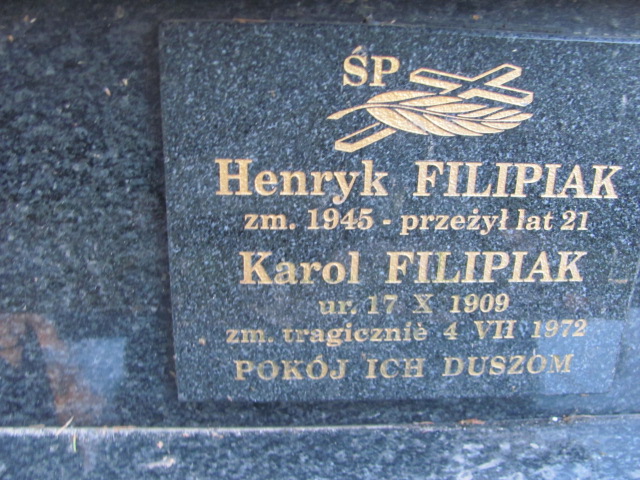 ŚP
Henryk FILIPIAK
zm. 1945 - przeżył lat 21
Karol FILIPIAK
ur. 17 X 1909
zm. tragicznie 4 VII 1972
POKÓJ ICH DUSZOM